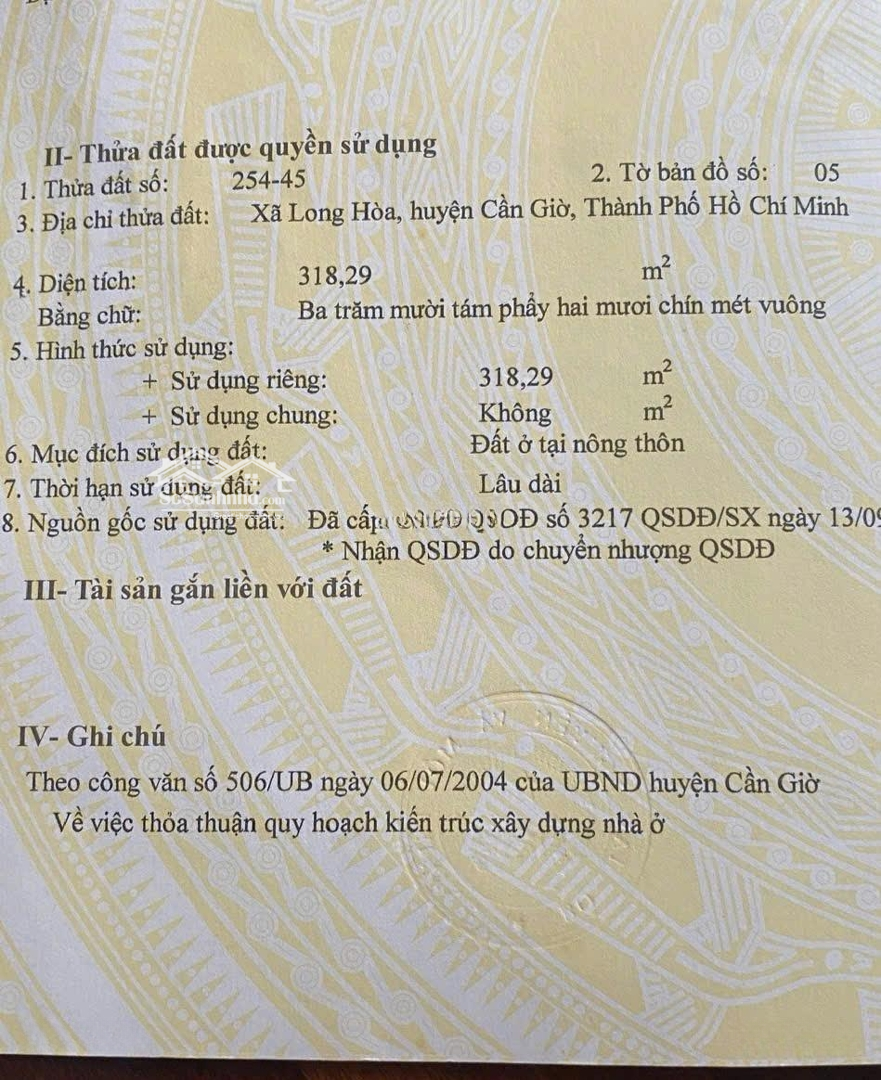 II- Thửa đất được quyền sử dụng
1. Thửa đất số: 254-45 2. Tờ bản đồ số: 05
3. Địa chỉ thửa đất: Xã Long Hòa, huyện Cần Giờ, Thành Phố Hồ Chí Minh
4. Diện tích: 318,29 m²
Bằng chữ: Ba trăm mười tám phẩy hai mươi chín mét vuông
5. Hình thức sử dụng:
+ Sử dụng riêng: 318,29 m²
+ Sử dụng chung: Không m²
6. Mục đích sử dụng đất: Đất ở tại nông thôn
7. Thời hạn sử dụng đất: Lâu dài
8. Nguồn gốc sử dụng đất: Đã cấp số 3217 QSDĐ/SX ngày 13/09
* Nhận QSDĐ do chuyển nhượng QSDĐ
III- Tài sản gắn liền với đất
IV- Ghi chú
Theo công văn số 506/UB ngày 06/07/2004 của UBND huyện Cần Giờ
Về việc thỏa thuận quy hoạch kiến trúc xây dựng nhà ở